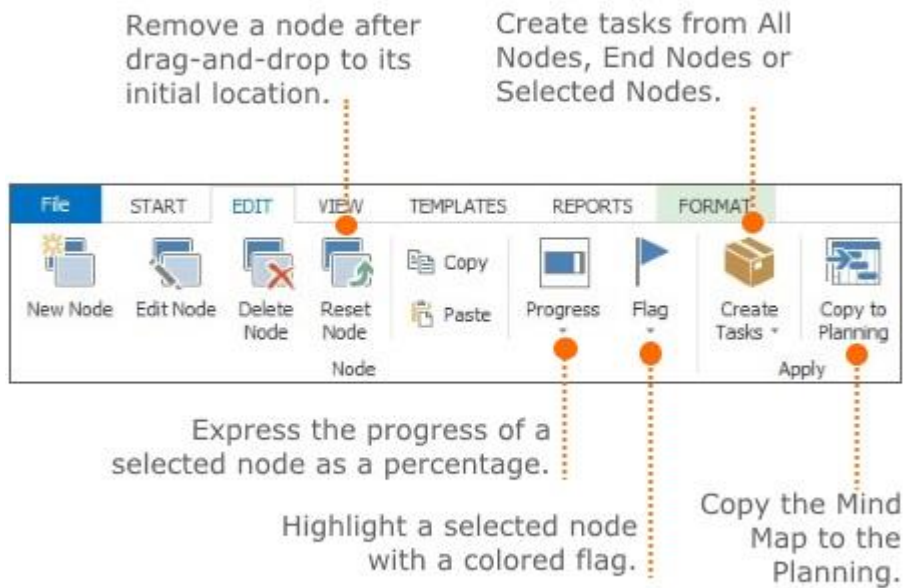 Remove a node after
drag-and-drop to its
initial location.
Create tasks from All
Nodes, End Nodes or
Selected Nodes.
File START EDIT VIEW TEMPLATES REPORTS FORMAT
New Node
Edit Node
Delete
Node
Reset
Node
Copy
Paste
Progress
Flag
Create
Tasks
Copy to
Planning
Node
Apply
Express the progress of a
selected node as a percentage.
Highlight a selected node
with a colored flag.
Copy the Mind
Map to the
Planning.